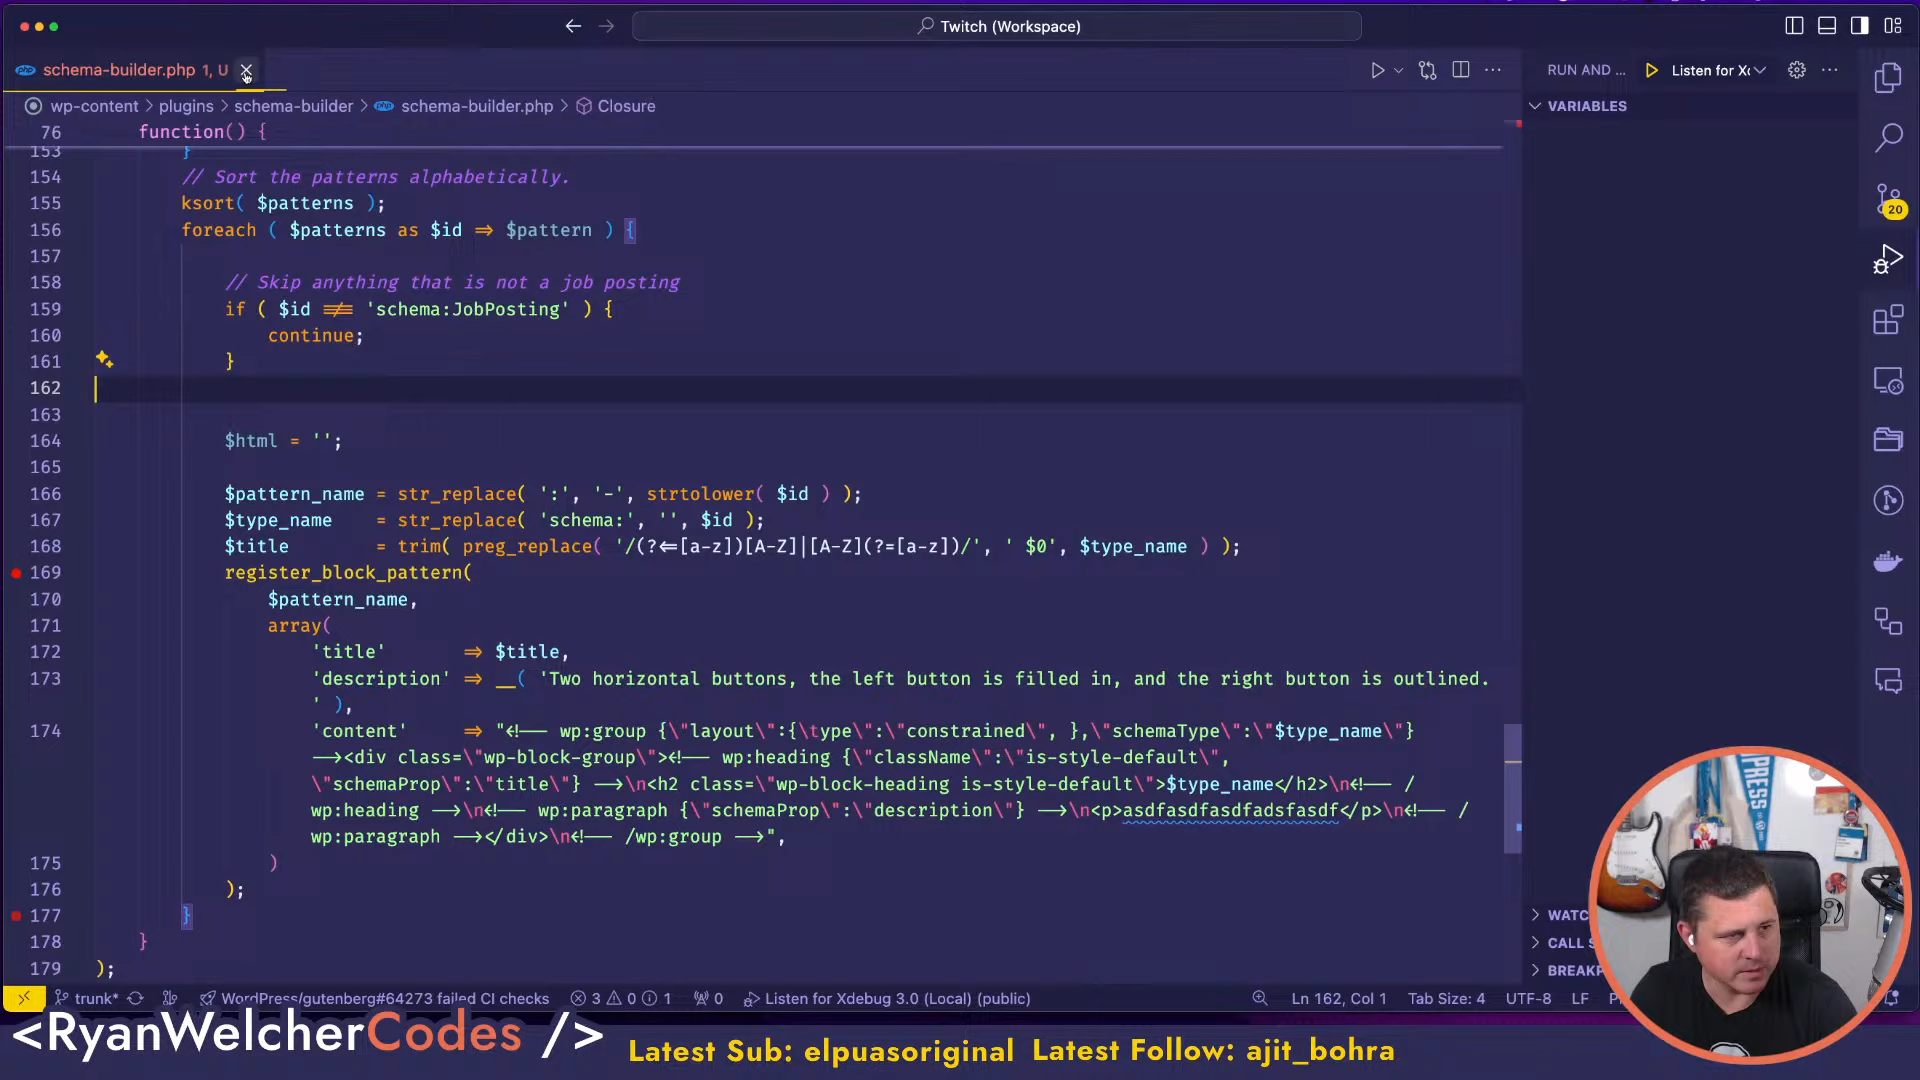 Twitch (Workspace)
schema-builder.php 1, U
RUN AND ...
Listen for Xc
wp-content > plugins > schema-builder > schema-builder.php > Closure
VARIABLES
76 function() {
153 }
154 // Sort the patterns alphabetically.
155 ksort( $patterns );
156 foreach ( $patterns as $id => $pattern ) {
157
158 // Skip anything that is not a job posting
159 if ( $id !== 'schema:JobPosting' ) {
160 continue;
161 }
162
163
164 $html = '';
165
166 $pattern_name = str_replace( ':', '-', strtolower( $id ) );
167 $type_name = str_replace( 'schema:', '', $id );
168 $title = trim( preg_replace( '/(?<=[a-z])[A-Z]|[A-Z](?=[a-z])/', ' $0', $type_name ) );
169 register_block_pattern(
170 $pattern_name,
171 array(
172 'title' => $title,
173 'description' => __( 'Two horizontal buttons, the left button is filled in, and the right button is outlined.
' ),
174 'content' => "<!-- wp:group {\"layout\":{\type\":\"constrained\", },\"schemaType\":\"$type_name\"}
--><div class=\"wp-block-group\"><!-- wp:heading {\"className\":\"is-style-default\",
\"schemaProp\":\"title\"} -->\n<h2 class=\"wp-block-heading is-style-default\">$type_name</h2>\n<!-- /
wp:heading -->\n<!-- wp:paragraph {\"schemaProp\":\"description\"} -->\n<p>asdfasdfasdfadsfasdf</p>\n<!-- /
wp:paragraph --></div>\n<!-- /wp:group -->",
175 )
176 );
177 }
178 }
179 );
20
WATC
CALL S
BREAKP
trunk*
WordPress/gutenberg#64273 failed CI checks
3 0 1
0
Listen for Xdebug 3.0 (Local) (public)
Ln 162, Col 1
Tab Size: 4
UTF-8
LF
<RyanWelcherCodes />
Latest Sub: elpuasoriginal
Latest Follow: ajit_bohra